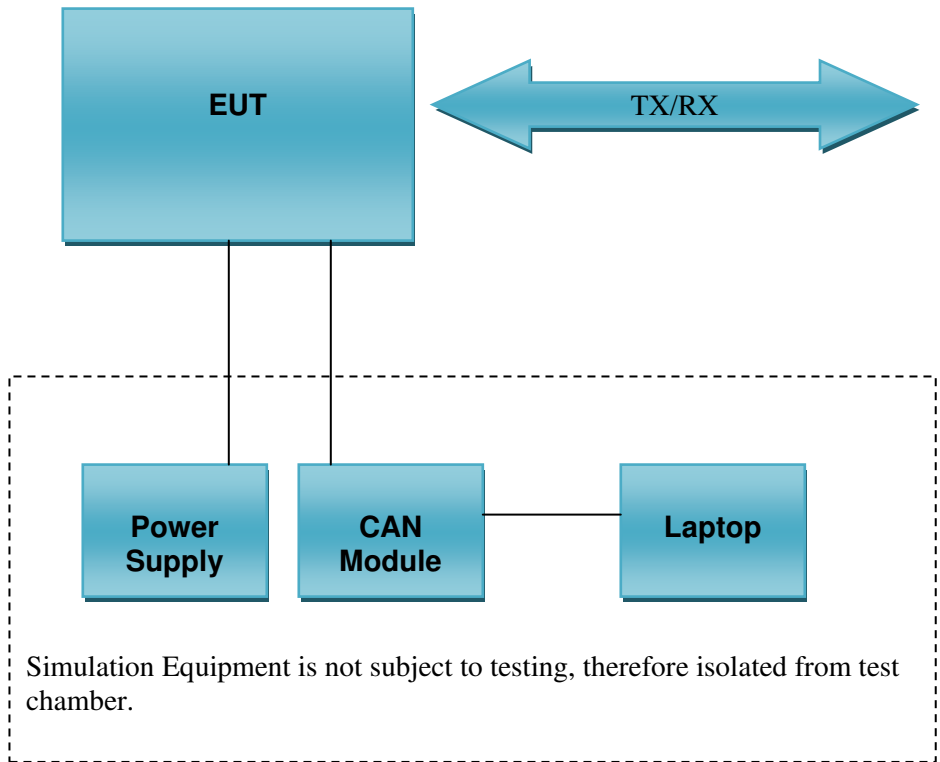 EUT
TX/RX
Power
Supply
CAN
Module
Laptop
Simulation Equipment is not subject to testing, therefore isolated from test
chamber.